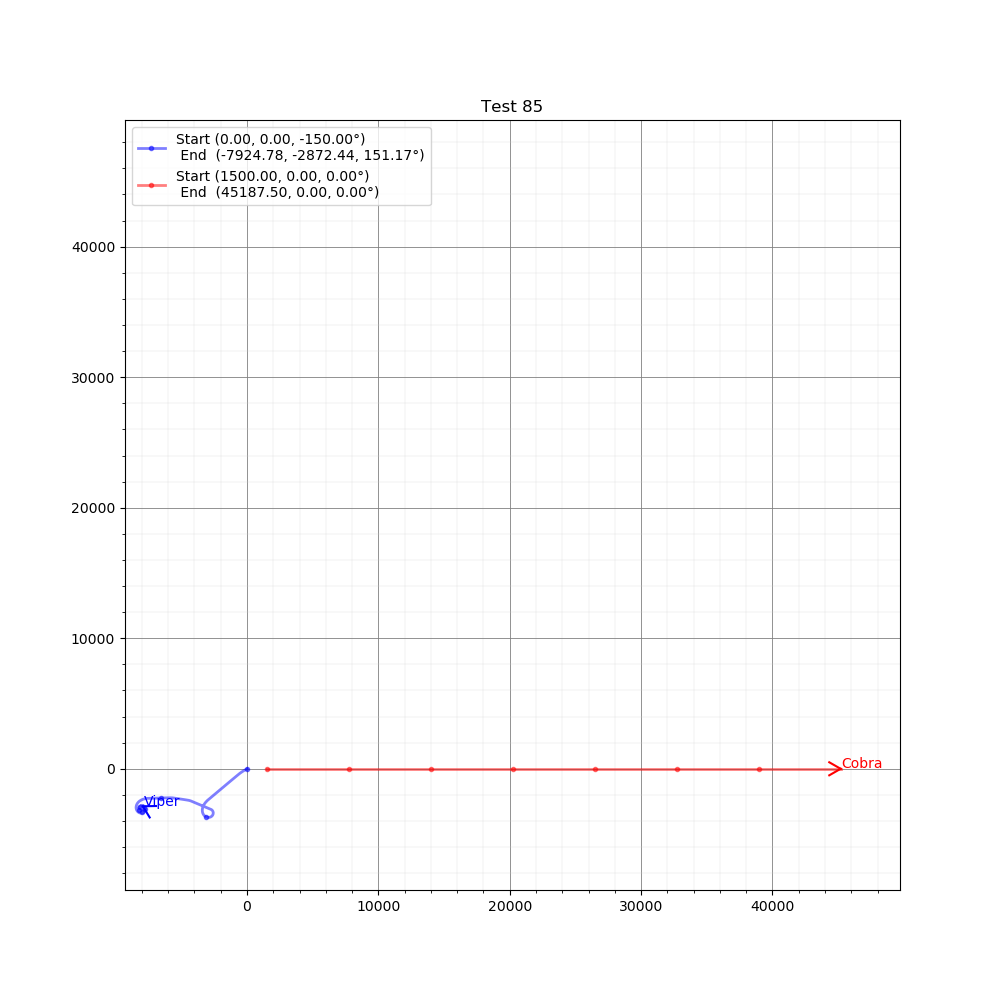 Test 85
Start (0.00, 0.00, -150.00°)
End (-7924.78, -2872.44, 151.17°)
Start (1500.00, 0.00, 0.00°)
End (45187.50, 0.00, 0.00°)
40000
30000
20000
10000
0
Cobra
Viper
0
10000
20000
30000
40000